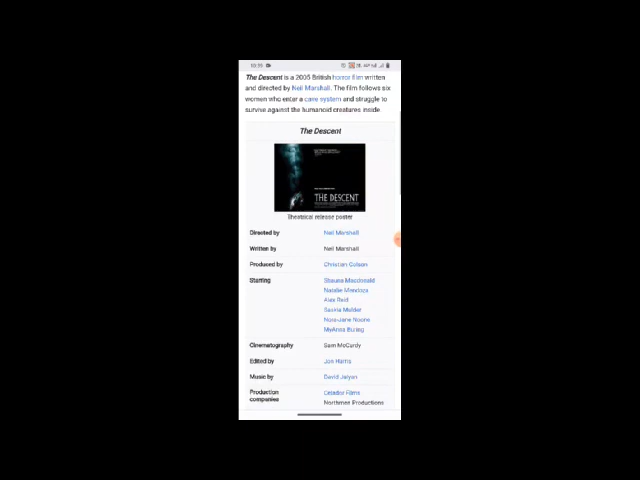 The Descent is a 2005 British horror film written
and directed by Neil Marshall. The film follows six
women who enter a cave system and struggle to
survive against the humanoid creatures inside.
The Descent
THE DESCENT
Theatrical release poster
Directed by Neil Marshall
Written by Neil Marshall
Produced by Christian Colson
Starring Shauna Macdonald
Natalie Mendoza
Alex Reid
Saskia Mulder
Nora-Jane Noone
MyAnna Buring
Cinematography Sam McCurdy
Edited by Jon Harris
Music by David Julyan
Production Celador Films
companies Northmen Productions